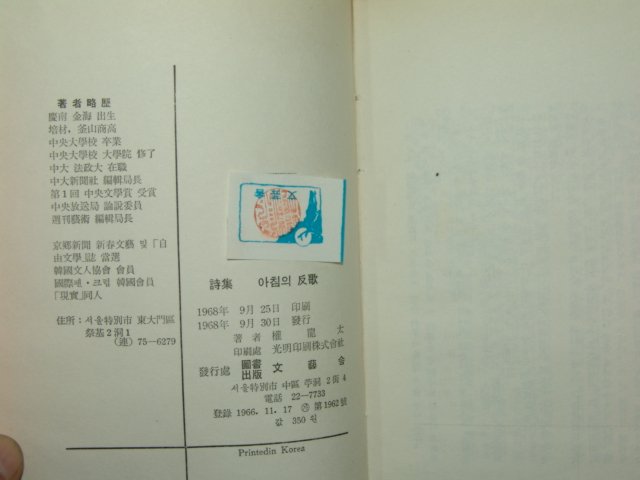 著者略歷
慶南 金海 出生
培材, 釜山商高
中央大學校 卒業
中央大學校 大學院 修了
中大 法政大 在職
中大新聞社 編輯局長
第1回 中央文學賞 受賞
中央放送局 論說委員
週刊藝術 編輯局長
京鄕新聞 新春文藝 및「自
由文學」誌 當選
韓國文人協會 會員
國際펜·크럽 韓國會員
「現實」同人
住所: 서울特別市 東大門區
祭基2洞1
(連) 75—6279
詩集 아침의 反歌
1968年 9月 25日 印刷
1968年 9月 30日 發行
著者 權龍太
印刷處 光明印刷株式會社
發行處 圖書出版 文藝舍
서울特別市 中區 苧洞 2街 4
電話 22—7733
登錄 1966. 11. 17 ㉮ 第1962號
값 350 원
Printedin Korea